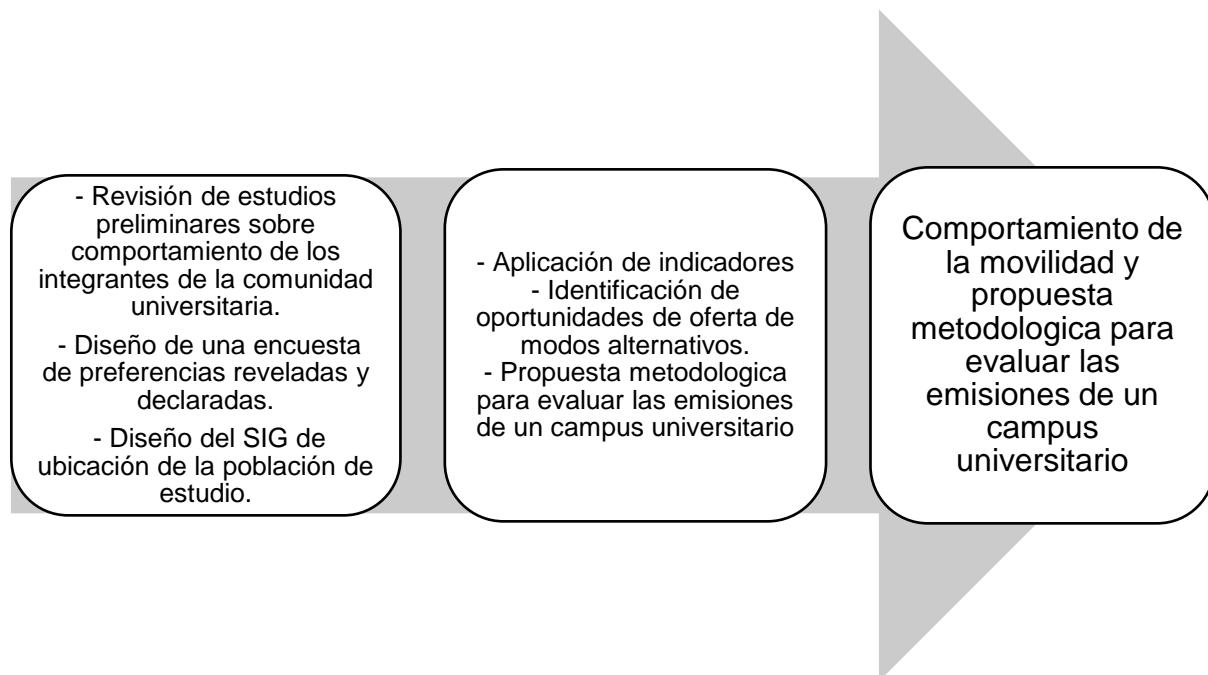 - Revisión de estudios
preliminares sobre
comportamiento de los
integrantes de la comunidad
universitaria.
- Diseño de una encuesta
de preferencias reveladas y
declaradas.
- Diseño del SIG de
ubicación de la población de
estudio.
- Aplicación de indicadores
- Identificación de
oportunidades de oferta de
modos alternativos.
- Propuesta metodologica
para evaluar las emisiones
de un campus universitario
Comportamiento de
la movilidad y
propuesta
metodologica para
evaluar las
emisiones de un
campus
universitario